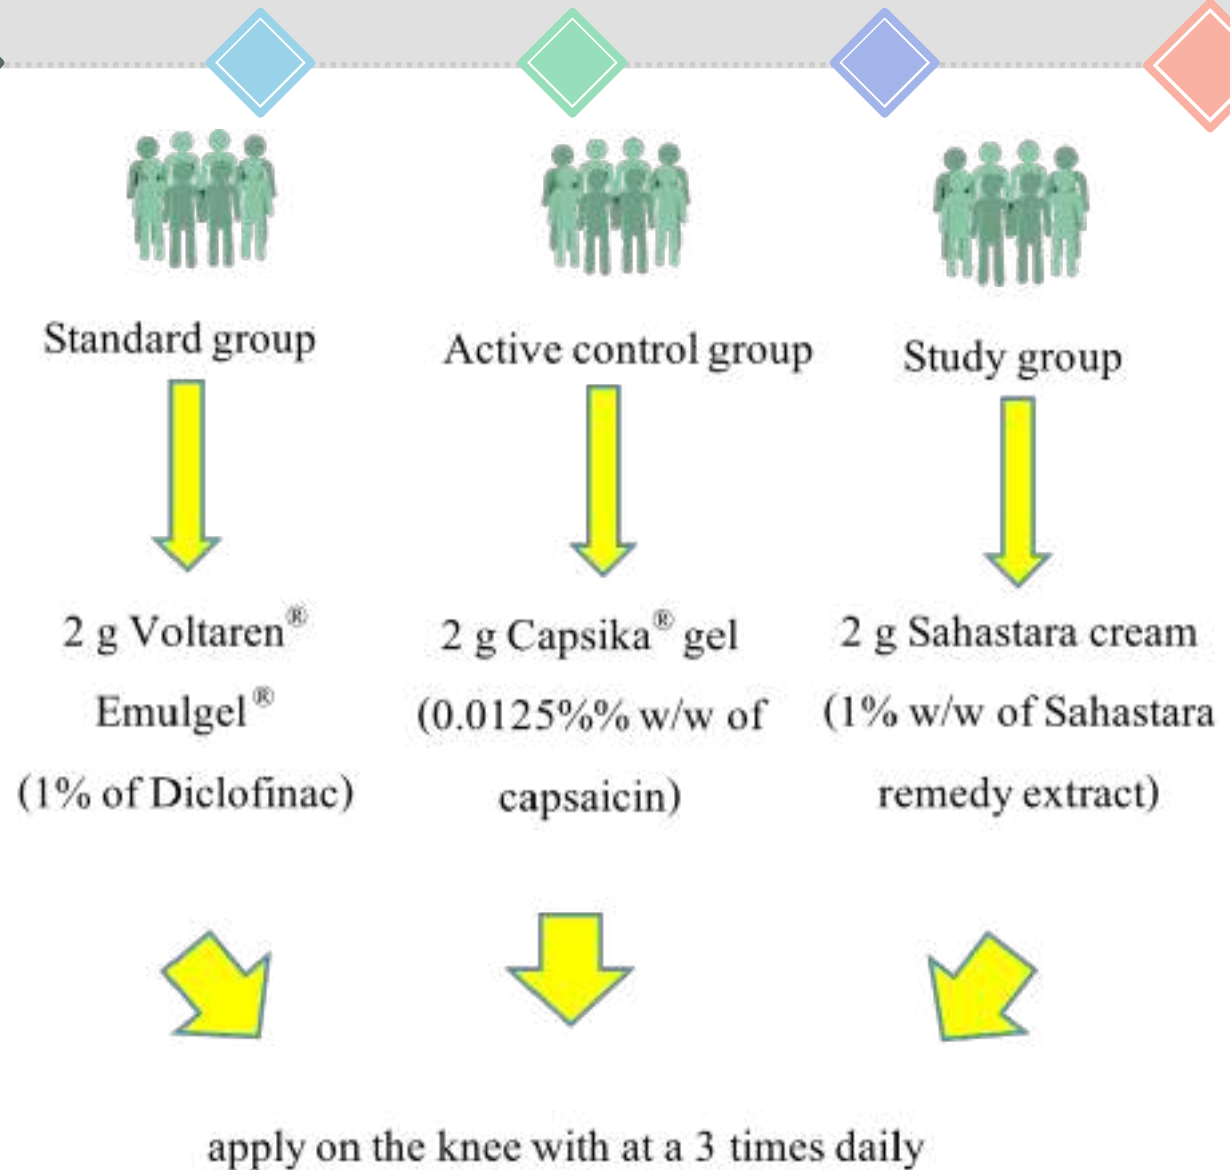 Standard group
Active control group
Study group
2 g Voltaren®
Emulgel®
(1% of Diclofinac)
2 g Capsika® gel
(0.0125%% w/w of
capsaicin)
2 g Sahastara cream
(1% w/w of Sahastara
remedy extract)
apply on the knee with at a 3 times daily